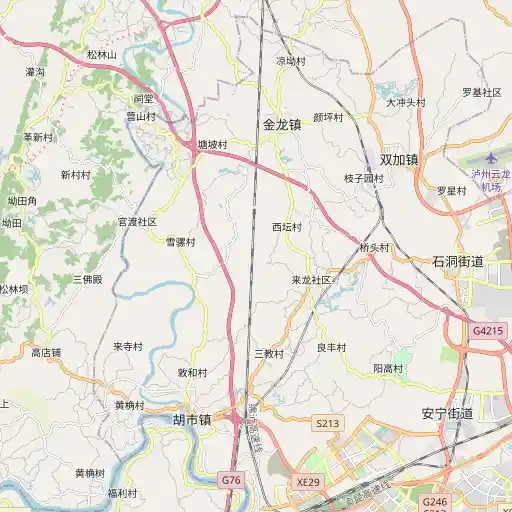 松林山
凉坳村
灌沟
罗基社区
祠堂
大冲头村
营山村
颜坪村
金龙镇
革新村
塘坡村
双加镇
泸州云龙
机场
新村村
枝子园村
罗星村
坳田角
坳田
官渡社区
西坛村
雪骡村
桥头村
石洞街道
三佛殿
来龙社区
松林坝
G4215
来寺村
良丰村
高店铺
三教村
阳高村
敦和村
黄桷村
上
胡市镇
安宁街道
S213
黄桷树
G76
XE29
福利村
G246